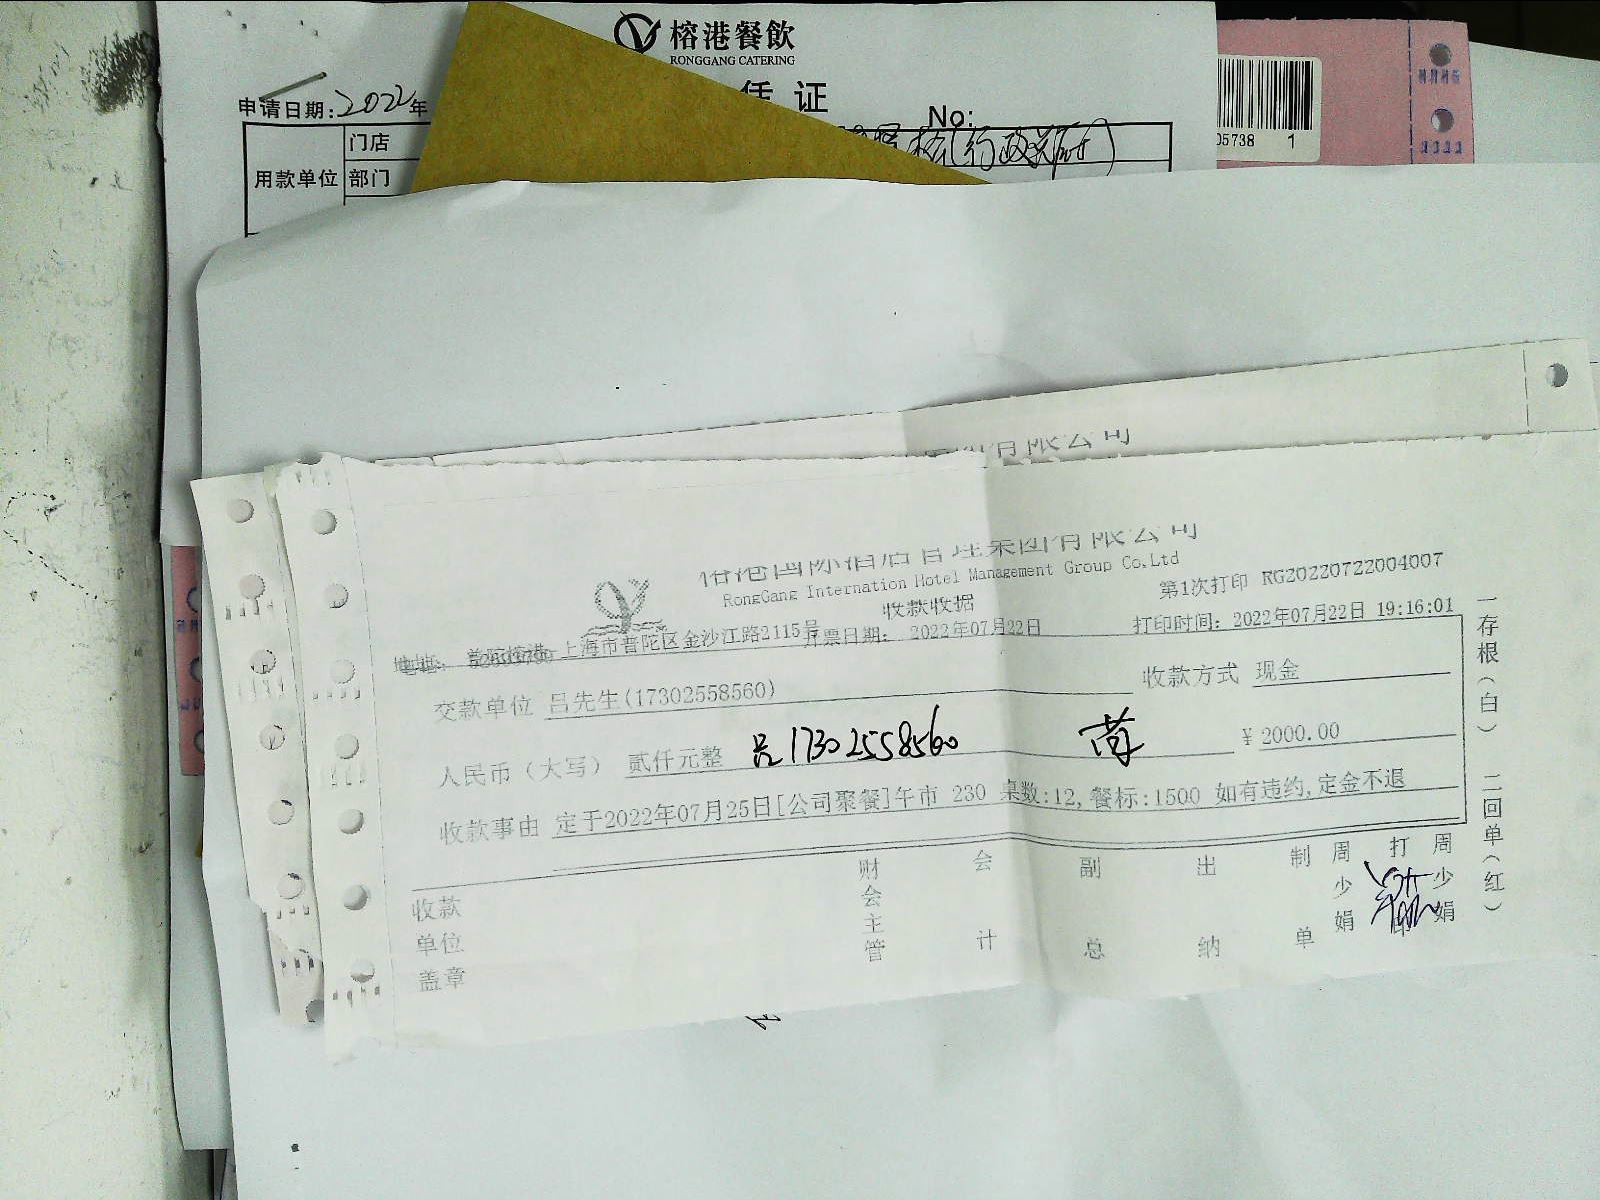 榕港餐飲
RONGGANG CATERING
凭证
申请日期:2022年
No:
门店
用款单位
部门
(行政
05738 1
有限公司
榕港国际酒店管理集团有限公司
RongGang Internation Hotel Management Group Co.Ltd
第1次打印 RG20220722004007
收款收据
上海市普陀区金沙江路2115号
开票日期: 2022年07月22日
打印时间: 2022年07月22日 19:16:01
交款单位 吕先生(17302558560)
收款方式 现金
人民币（大写） 贰仟元整
吕17302558560
¥ 2000.00
收款事由 定于2022年07月25日[公司聚餐]午市 230 桌数:12,餐标:1500 如有违约,定金不退
收款单位盖章
财会主管
会计
副总
出纳
制单
周少娟
打印
周少娟
一存根(白) 二回单(红)